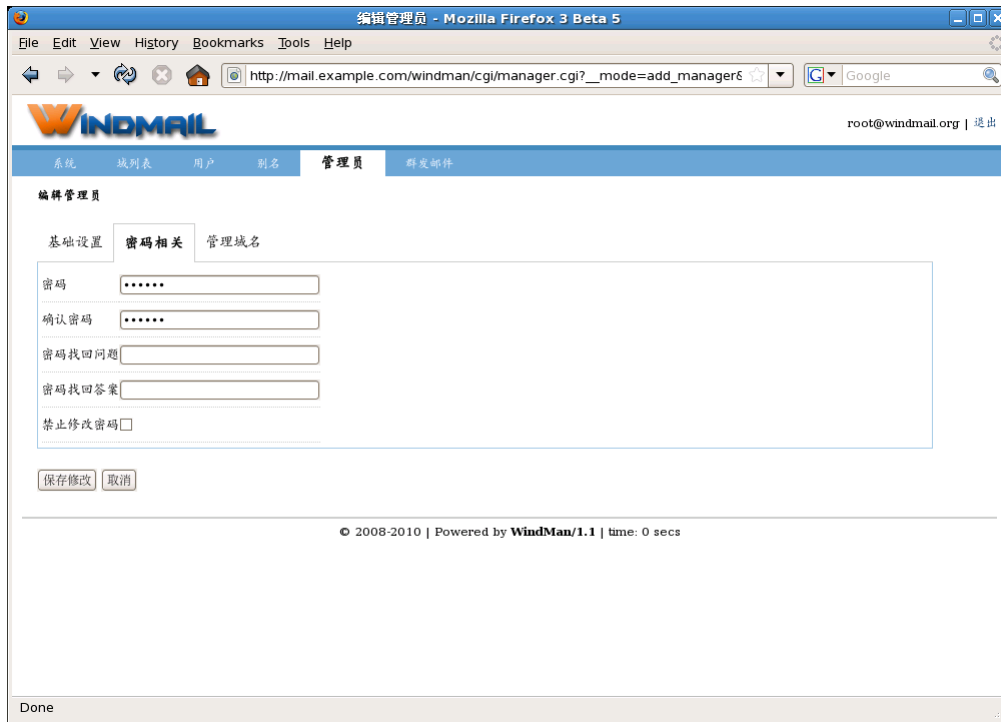 编辑管理员 - Mozilla Firefox 3 Beta 5
File Edit View History Bookmarks Tools Help
http://mail.example.com/windman/cgi/manager.cgi?__mode=add_manager&
G Google
WINDMAIL
root@windmail.org | 退出
系统 域列表 用户 别名 管理员 群发邮件
编辑管理员
基础设置 密码相关 管理域名
密码 ••••••
确认密码 ••••••
密码找回问题
密码找回答案
禁止修改密码
保存修改 取消
© 2008-2010 | Powered by WindMan/1.1 | time: 0 secs
Done